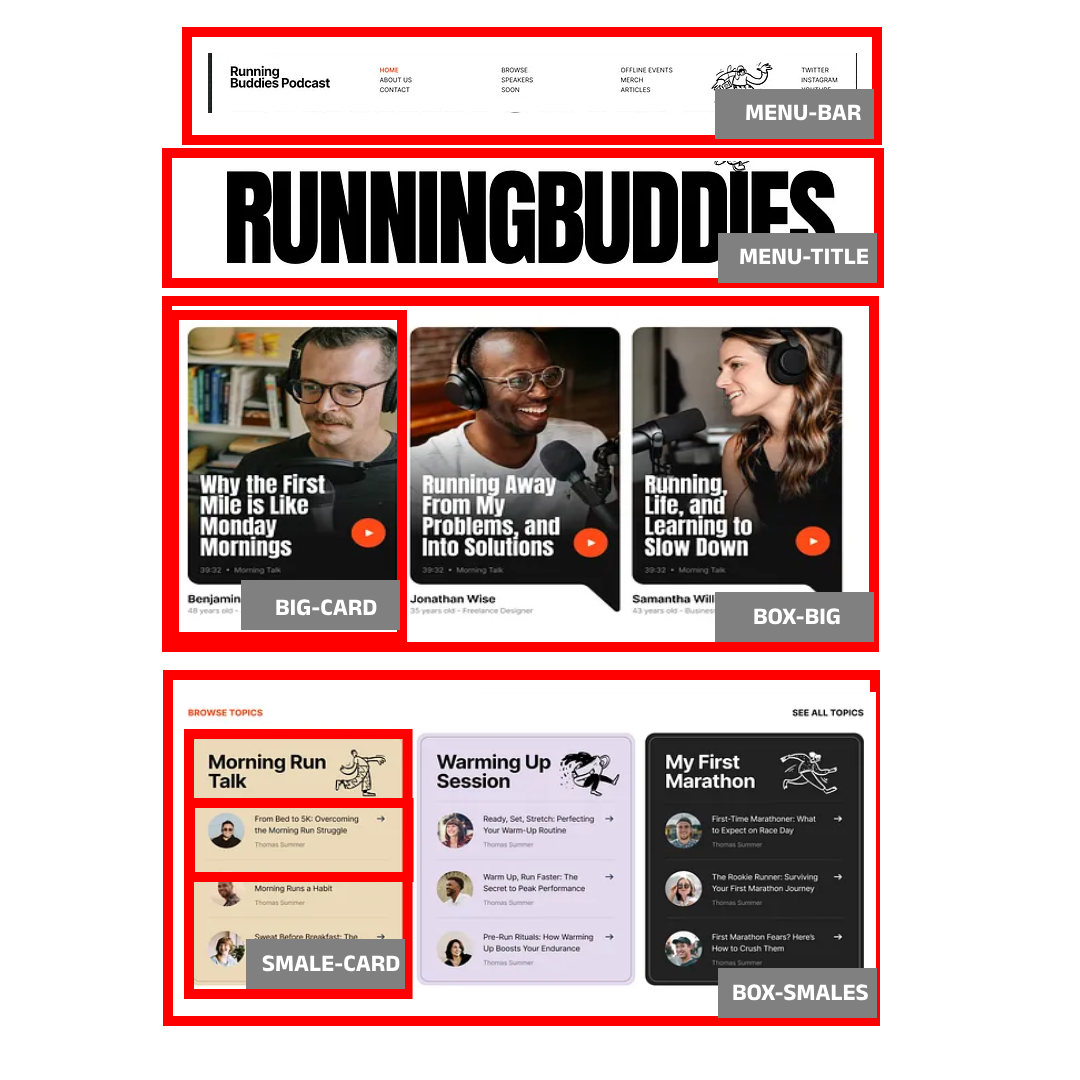 Running
Buddies Podcast
HOME
ABOUT US
CONTACT
BROWSE
SPEAKERS
SOON
OFFLINE EVENTS
MERCH
ARTICLES
TWITTER
INSTAGRAM
MENU-BAR
RUNNINGBUDDIES
MENU-TITLE
Why the First
Mile is Like
Monday
Mornings
39:32 • Morning Talk
48 years old -
BIG-CARD
Running Away
From My
Problems, and
Into Solutions
39:32 • Morning Talk
Jonathan Wise
35 years old - Freelance Designer
Running,
Life, and
Learning to
Slow Down
39:32 • Morning Talk
Samantha
43 years old -
BOX-BIG
BROWSE TOPICS
SEE ALL TOPICS
Morning Run
Talk
From Bed to 5K: Overcoming
the Morning Run Struggle
Thomas Summer
Morning Runs a Habit
Sweat Before Breakfast: The
SMALE-CARD
Warming Up
Session
Ready, Set, Stretch: Perfecting
Your Warm-Up Routine
Thomas Summer
Warm Up, Run Faster: The
Secret to Peak Performance
Thomas Summer
Pre-Run Rituals: How Warming
Up Boosts Your Endurance
Thomas Summer
My First
Marathon
First-Time Marathoner: What
to Expect on Race Day
Thomas Summer
The Rookie Runner: Surviving
Your First Marathon Journey
Thomas Summer
First Marathon Fears? Here's
How to Crush Them
Thomas Summer
BOX-SMALES